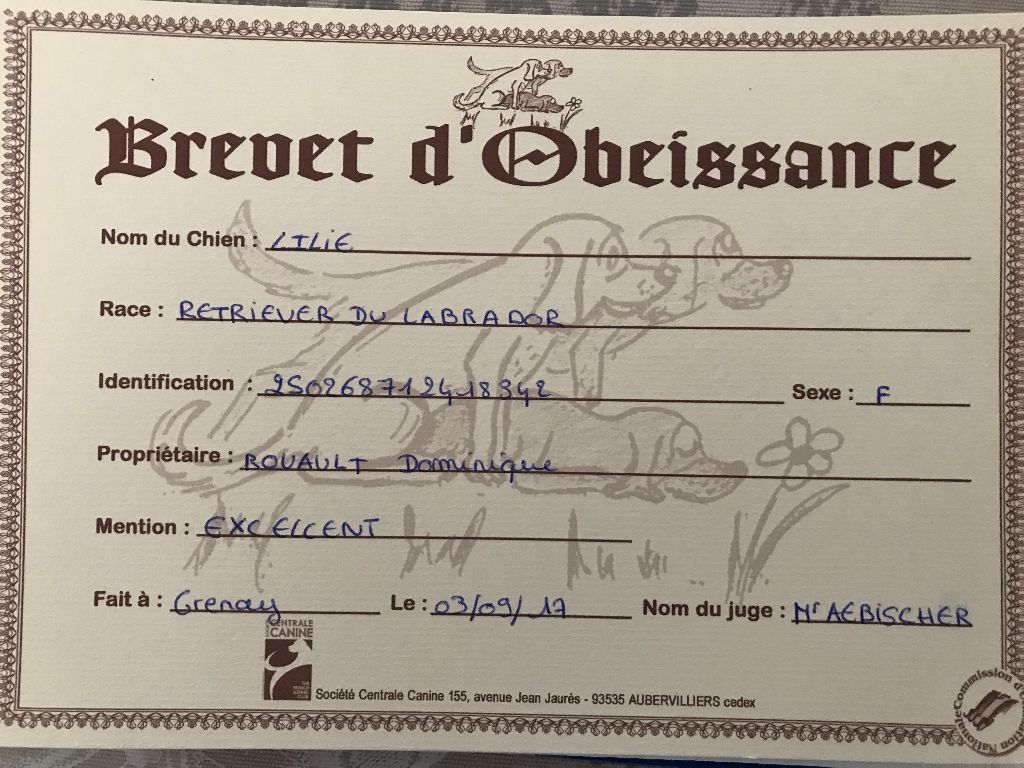 Brevet d'Obeissance
Nom du Chien : LILIE
Race : RETRIEVER DU LABRADOR
Identification : 250268712418342 Sexe : F
Propriétaire : ROUAULT Dominique
Mention : EXCELLENT
Fait à : Grenay Le : 03/09/17 Nom du juge : Mr AEBISCHER
CENTRALE
CANINE
Société Centrale Canine 155, avenue Jean Jaurès - 93535 AUBERVILLIERS cedex
Commission d'
Nationale